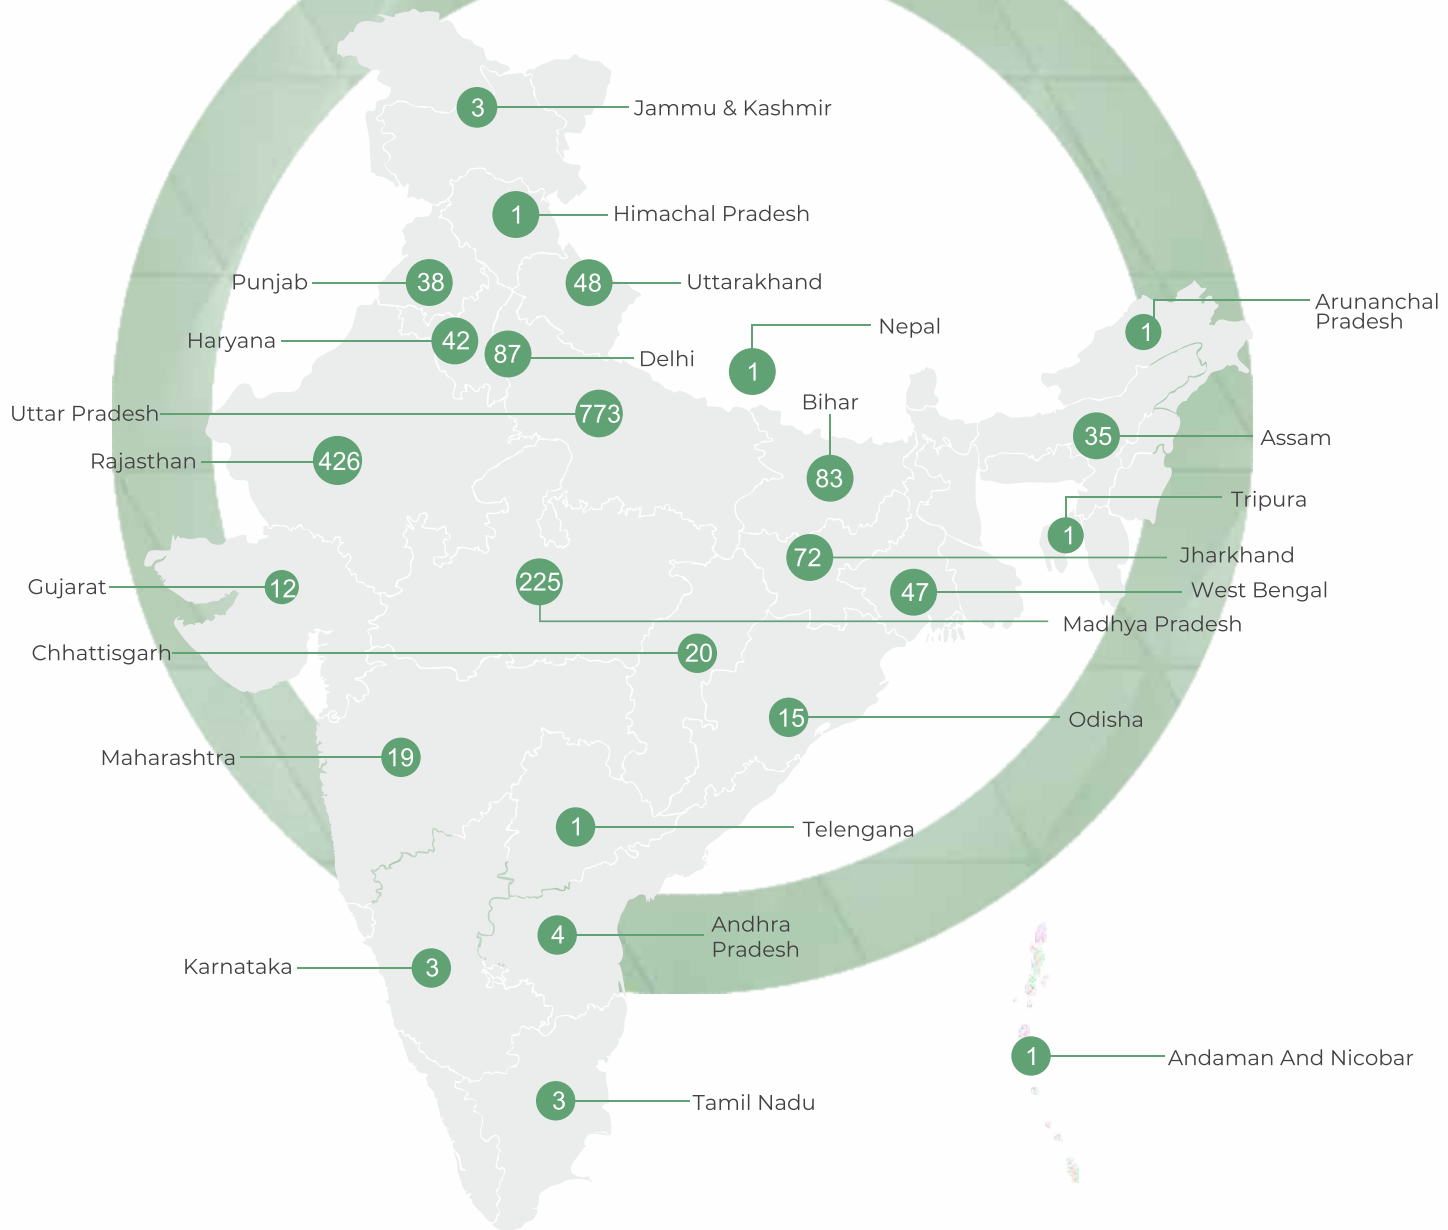 3
Jammu & Kashmir
1
Himachal Pradesh
Punjab
38
48
Uttarakhand
Arunanchal
Pradesh
1
Nepal
1
Haryana
42
87
Delhi
Bihar
83
Uttar Pradesh
773
35
Assam
Rajasthan
426
Tripura
1
72
Jharkhand
Gujarat
12
225
Madhya Pradesh
47
West Bengal
Chhattisgarh
20
15
Odisha
Maharashtra
19
1
Telengana
4
Andhra
Pradesh
Karnataka
3
1
Andaman And Nicobar
3
Tamil Nadu